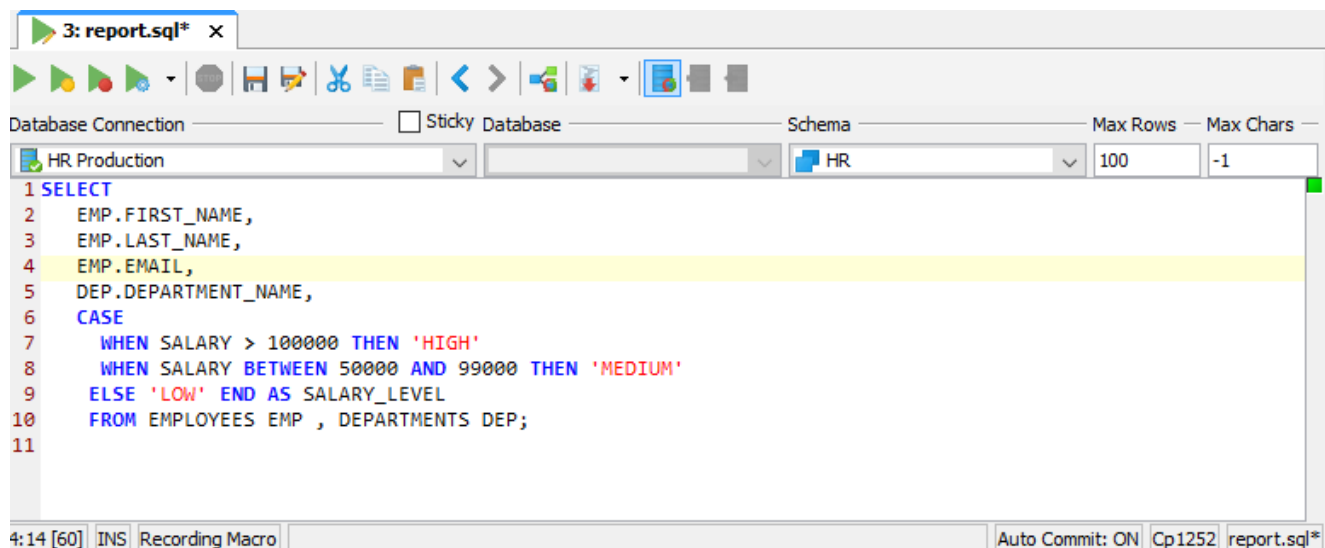 3: report.sql* ×
STOP
Database Connection Sticky Database Schema Max Rows Max Chars
HR Production HR 100 -1
1 SELECT
2 EMP.FIRST_NAME,
3 EMP.LAST_NAME,
4 EMP.EMAIL,
5 DEP.DEPARTMENT_NAME,
6 CASE
7 WHEN SALARY > 100000 THEN 'HIGH'
8 WHEN SALARY BETWEEN 50000 AND 99000 THEN 'MEDIUM'
9 ELSE 'LOW' END AS SALARY_LEVEL
10 FROM EMPLOYEES EMP , DEPARTMENTS DEP;
11
4:14 [60] INS Recording Macro Auto Commit: ON Cp1252 report.sql*